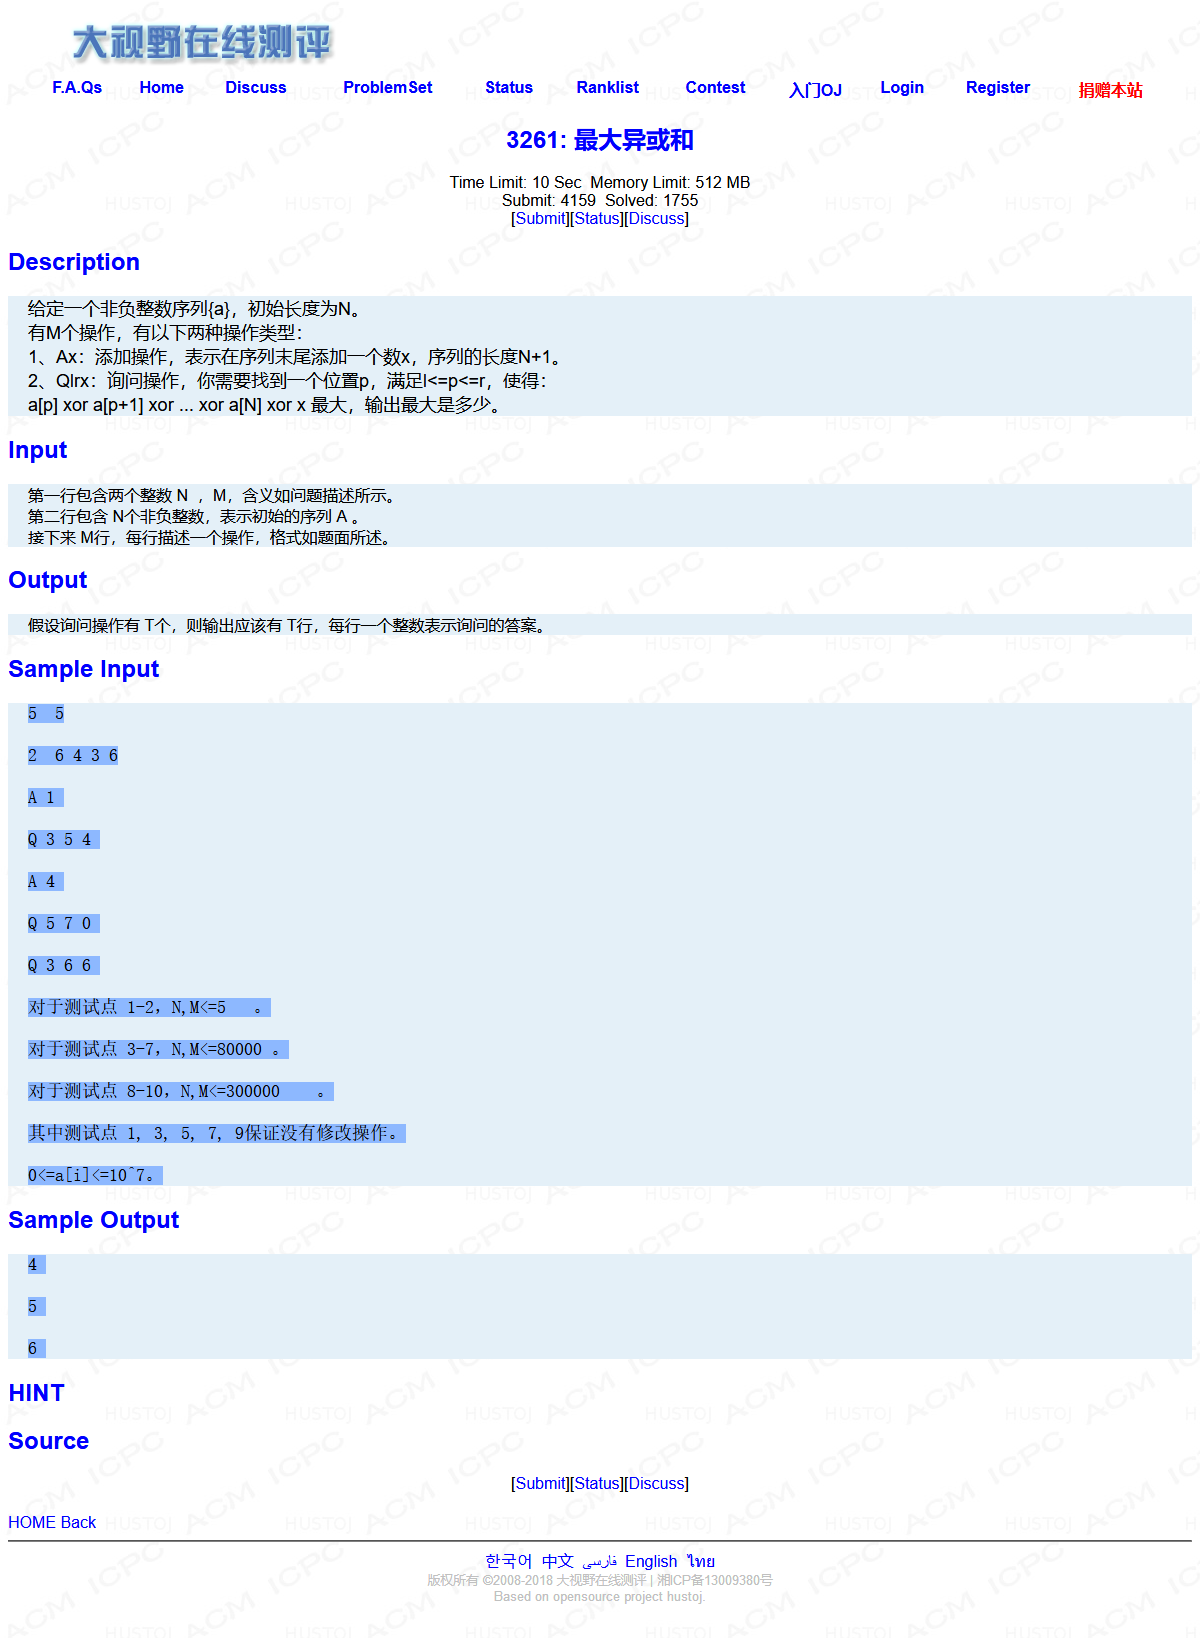 大视野在线测评
F.A.Qs Home Discuss ProblemSet Status Ranklist Contest 入门OJ Login Register 捐赠本站
3261: 最大异或和
Time Limit: 10 Sec  Memory Limit: 512 MB
Submit: 4159  Solved: 1755
[Submit][Status][Discuss]
Description
给定一个非负整数序列{a}，初始长度为N。
有M个操作，有以下两种操作类型：
1、Ax：添加操作，表示在序列末尾添加一个数x，序列的长度N+1。
2、Qlrx：询问操作，你需要找到一个位置p，满足l<=p<=r，使得：
a[p] xor a[p+1] xor ... xor a[N] xor x 最大，输出最大是多少。
Input
第一行包含两个整数 N  ，M，含义如问题描述所示。
第二行包含 N个非负整数，表示初始的序列 A 。
接下来 M行，每行描述一个操作，格式如题面所述。
Output
假设询问操作有 T个，则输出应该有 T行，每行一个整数表示询问的答案。
Sample Input
5  5
2  6 4 3 6
A 1
Q 3 5 4
A 4
Q 5 7 0
Q 3 6 6
对于测试点 1-2，N,M<=5   。
对于测试点 3-7，N,M<=80000 。
对于测试点 8-10，N,M<=300000    。
其中测试点 1, 3, 5, 7, 9保证没有修改操作。
0<=a[i]<=10^7。
Sample Output
4
5
6
HINT
Source
[Submit][Status][Discuss]
HOME Back
한국어 中文 فارسی English ไทย
版权所有 ©2008-2018 大视野在线测评 | 湘ICP备13009380号
Based on opensource project hustoj.